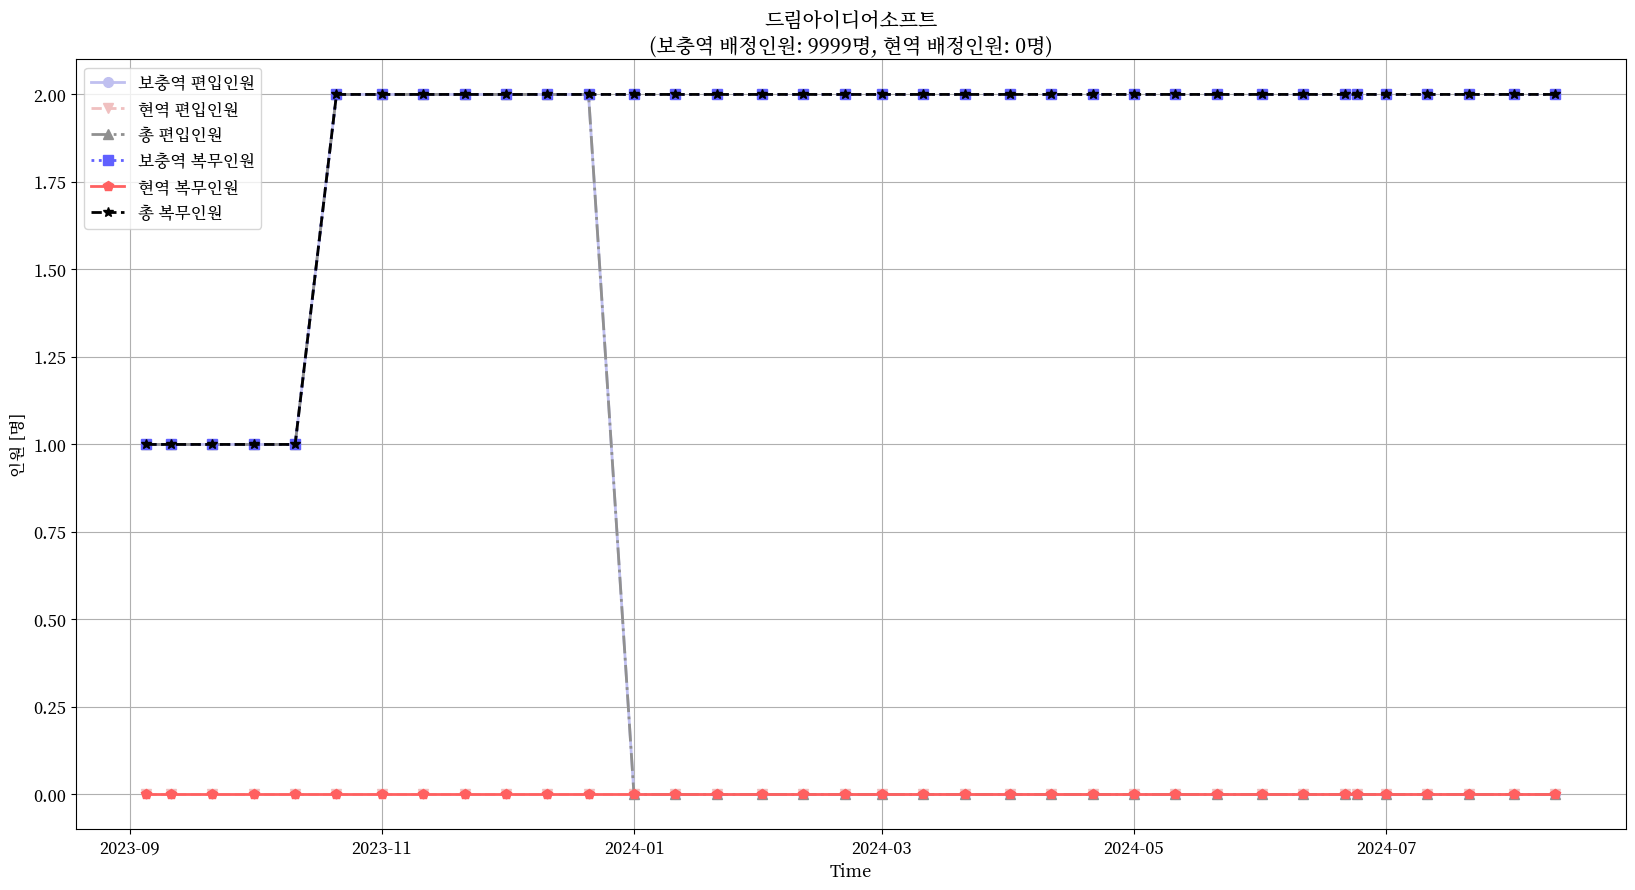 드림아이디어소프트
(보충역 배정인원: 9999명, 현역 배정인원: 0명)
보충역 편입인원
현역 편입인원
총 편입인원
보충역 복무인원
현역 복무인원
총 복무인원
2.00
1.75
1.50
1.25
1.00
0.75
0.50
0.25
0.00
인원 [명]
2023-09
2023-11
2024-01
2024-03
2024-05
2024-07
Time